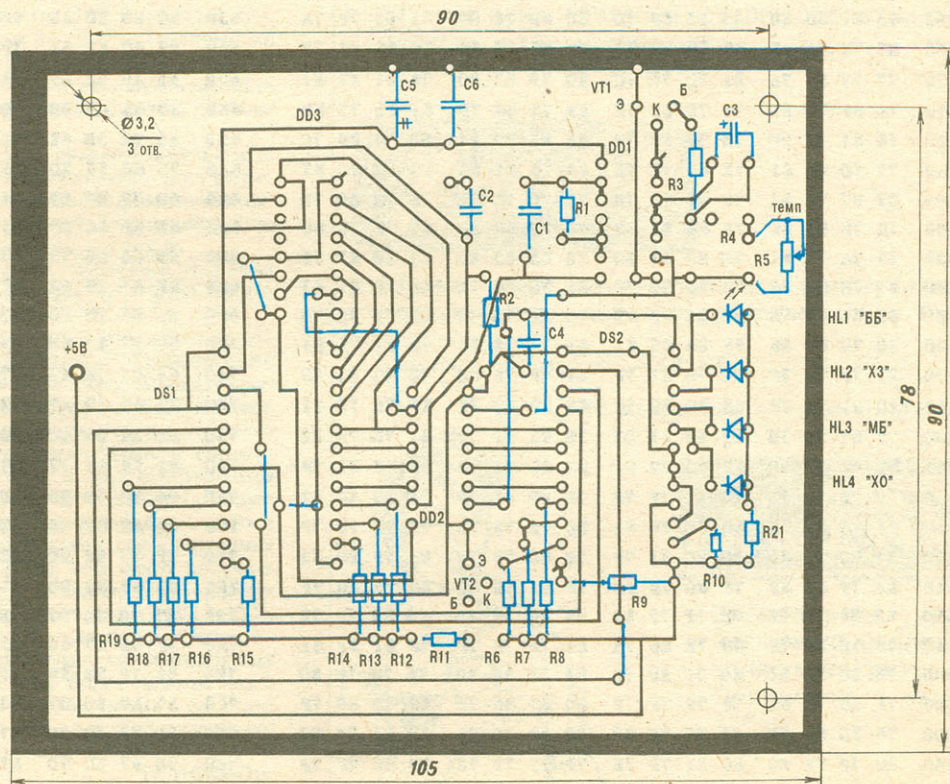 90
C5
C6
VT1
Э
К
Б
C3
DD3
DD1
Ø 3,2
3 отв.
R3
C2
R1
C1
R4
темп
R5
R2
HL1 "ББ"
C4
DS2
+5В
HL2 "ХЗ"
DS1
78
90
HL3 "МБ"
HL4 "ХО"
DD2
R21
R10
Э
VT2
Б
К
R9
R19
R18
R17
R16
R15
R14
R13
R12
R11
R6
R7
R8
105